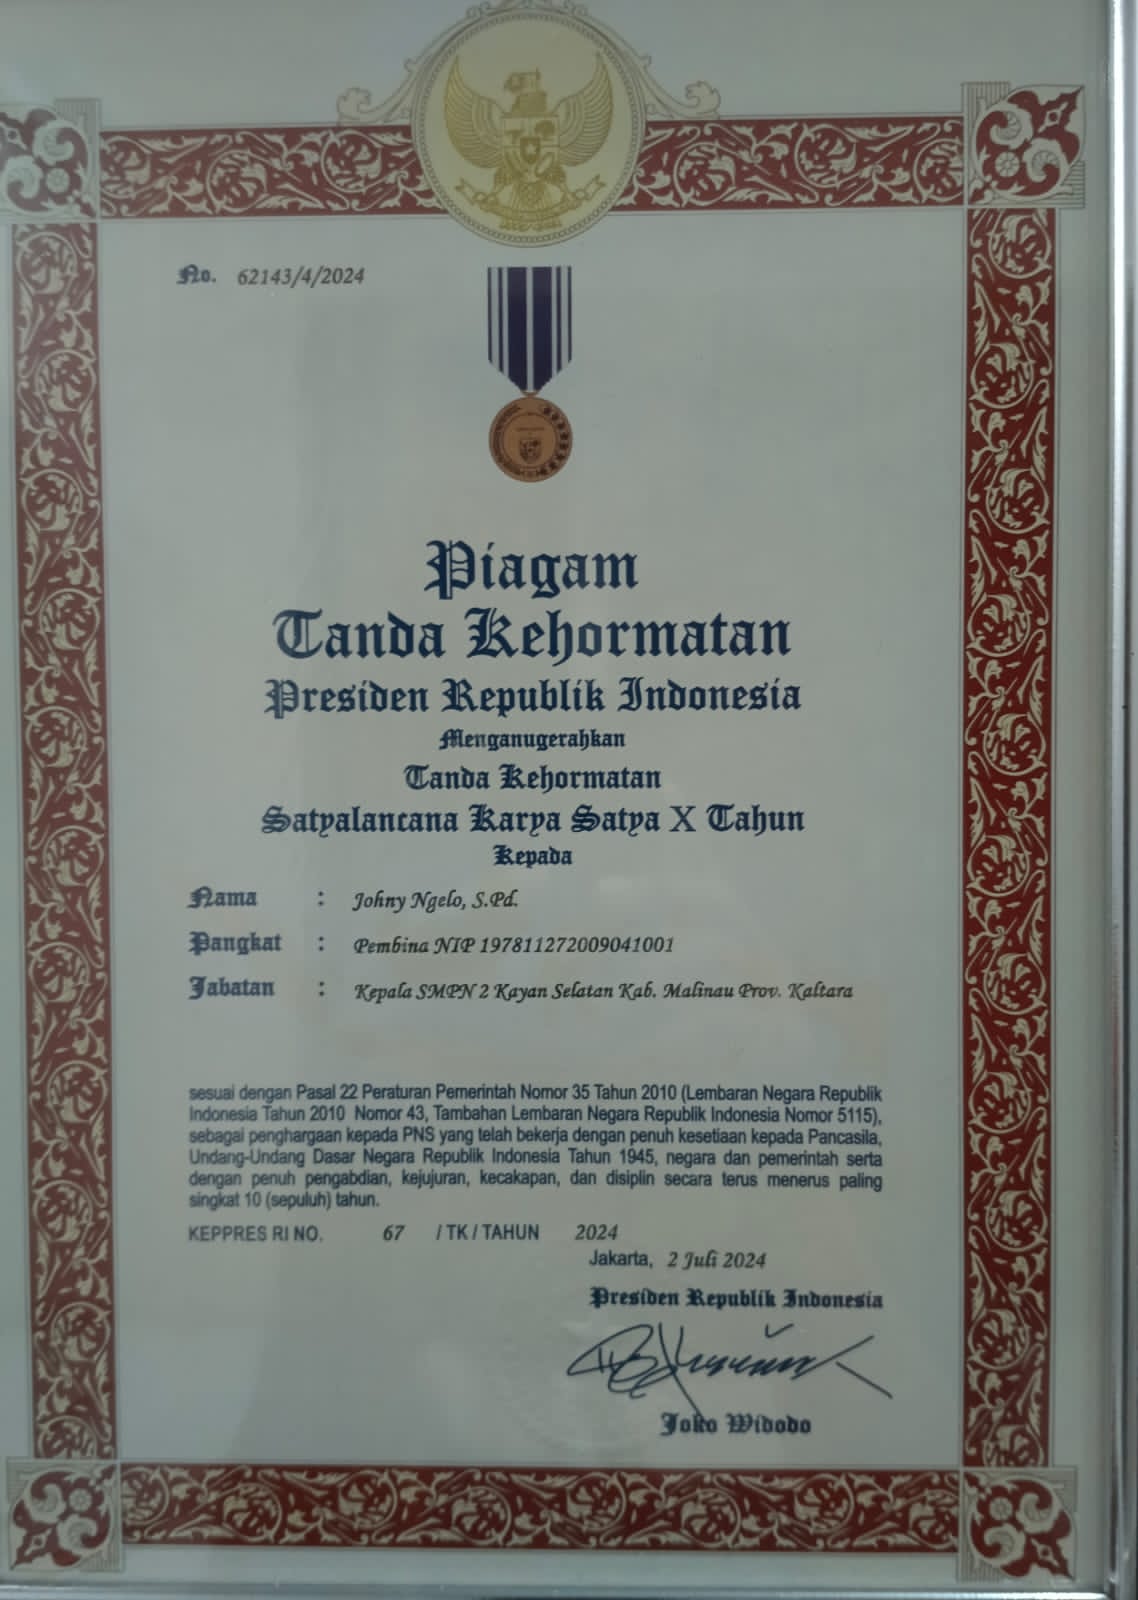 No. 62143/4/2024
Piagam
Tanda Kehormatan
Presiden Republik Indonesia
Menganugerahkan
Tanda Kehormatan
Satyalancana Karya Satya X Tahun
Kepada
Nama : Johny Ngelo, S.Pd.
Pangkat : Pembina NIP 197811272009041001
Jabatan : Kepala SMPN 2 Kayan Selatan Kab. Malinau Prov. Kaltara
sesuai dengan Pasal 22 Peraturan Pemerintah Nomor 35 Tahun 2010 (Lembaran Negara Republik
Indonesia Tahun 2010 Nomor 43, Tambahan Lembaran Negara Republik Indonesia Nomor 5115),
sebagai penghargaan kepada PNS yang telah bekerja dengan penuh kesetiaan kepada Pancasila,
Undang-Undang Dasar Negara Republik Indonesia Tahun 1945, negara dan pemerintah serta
dengan penuh pengabdian, kejujuran, kecakapan, dan disiplin secara terus menerus paling
singkat 10 (sepuluh) tahun.
KEPPRES RI NO. 67 / TK / TAHUN 2024
Jakarta, 2 Juli 2024
Presiden Republik Indonesia
Joko Widodo